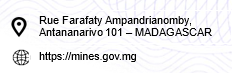 Rue Farafaty Ampandrianomby,
Antananarivo 101 – MADAGASCAR
https://mines.gov.mg